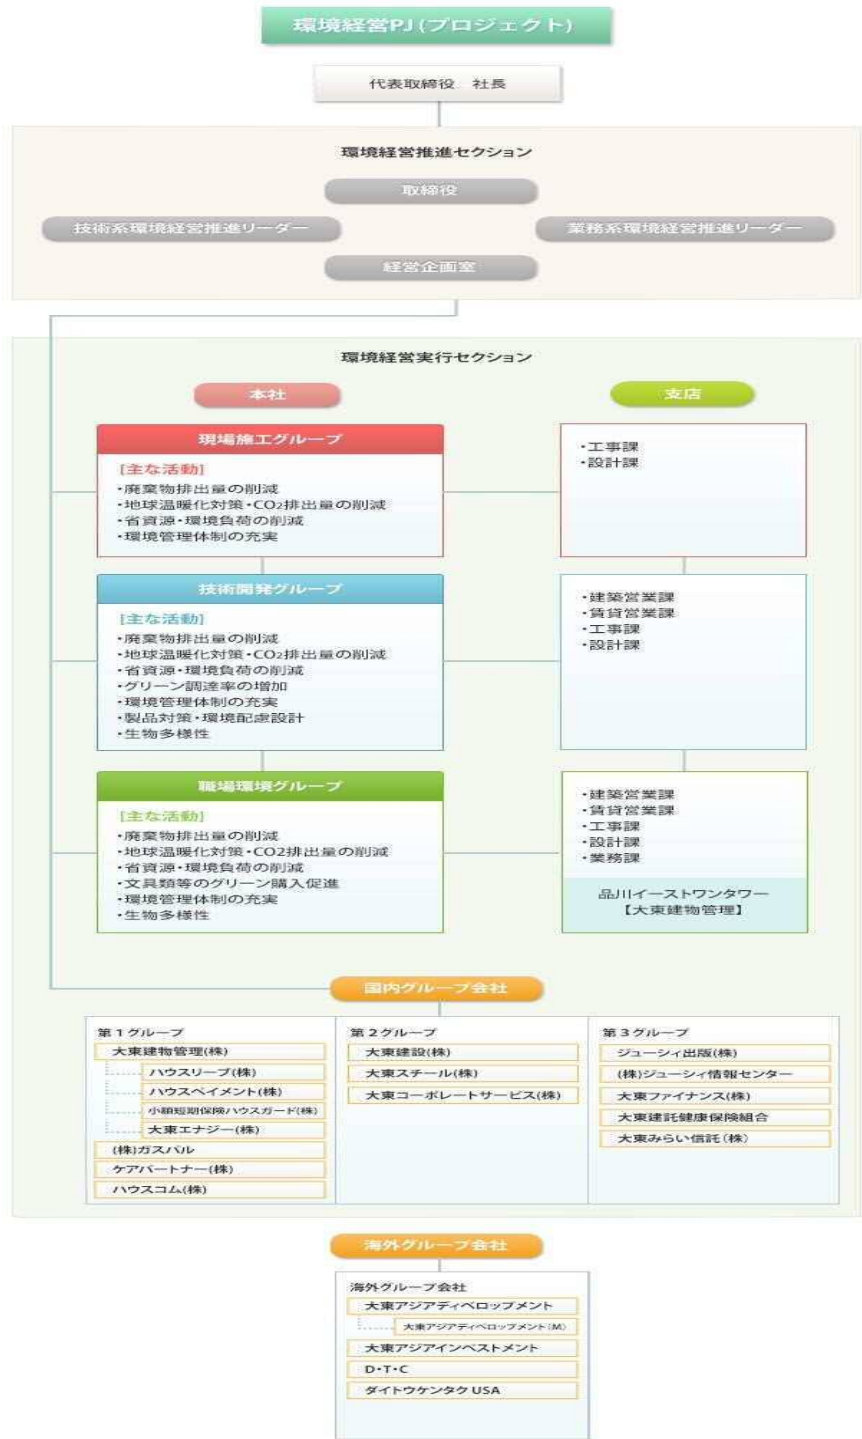 環境経営PJ(プロジェクト)
代表取締役 社長
環境経営推進セクション
取締役
技術系環境経営推進リーダー
業務系環境経営推進リーダー
経営企画室
環境経営実行セクション
本社
支店
現場施工グループ
[主な活動]
・廃棄物排出量の削減
・地球温暖化対策・CO₂排出量の削減
・省資源・環境負荷の削減
・環境管理体制の充実
・工事課
・設計課
技術開発グループ
[主な活動]
・廃棄物排出量の削減
・地球温暖化対策・CO₂排出量の削減
・省資源・環境負荷の削減
・グリーン調達率の増加
・環境管理体制の充実
・製品対策・環境配慮設計
・生物多様性
・建築営業課
・賃貸営業課
・工事課
・設計課
職場環境グループ
[主な活動]
・廃棄物排出量の削減
・地球温暖化対策・CO2排出量の削減
・省資源・環境負荷の削減
・文具類等のグリーン購入促進
・環境管理体制の充実
・生物多様性
・建築営業課
・賃貸営業課
・工事課
・設計課
・業務課
品川イーストワンタワー
【大東建物管理】
国内グループ会社
第1グループ
大東建物管理(株)
ハウスリーブ(株)
ハウスペイメント(株)
小額短期保険ハウスガード(株)
大東エナジー(株)
(株)ガスパル
ケアパートナー(株)
ハウスコム(株)
第2グループ
大東建設(株)
大東スチール(株)
大東コーポレートサービス(株)
第3グループ
ジューシィ出版(株)
(株)ジューシィ情報センター
大東ファイナンス(株)
大東建託健康保険組合
大東みらい信託(株)
海外グループ会社
海外グループ会社
大東アジアディベロップメント
大東アジアディベロップメント(M)
大東アジアインベストメント
D・T・C
ダイトウケンタクUSA